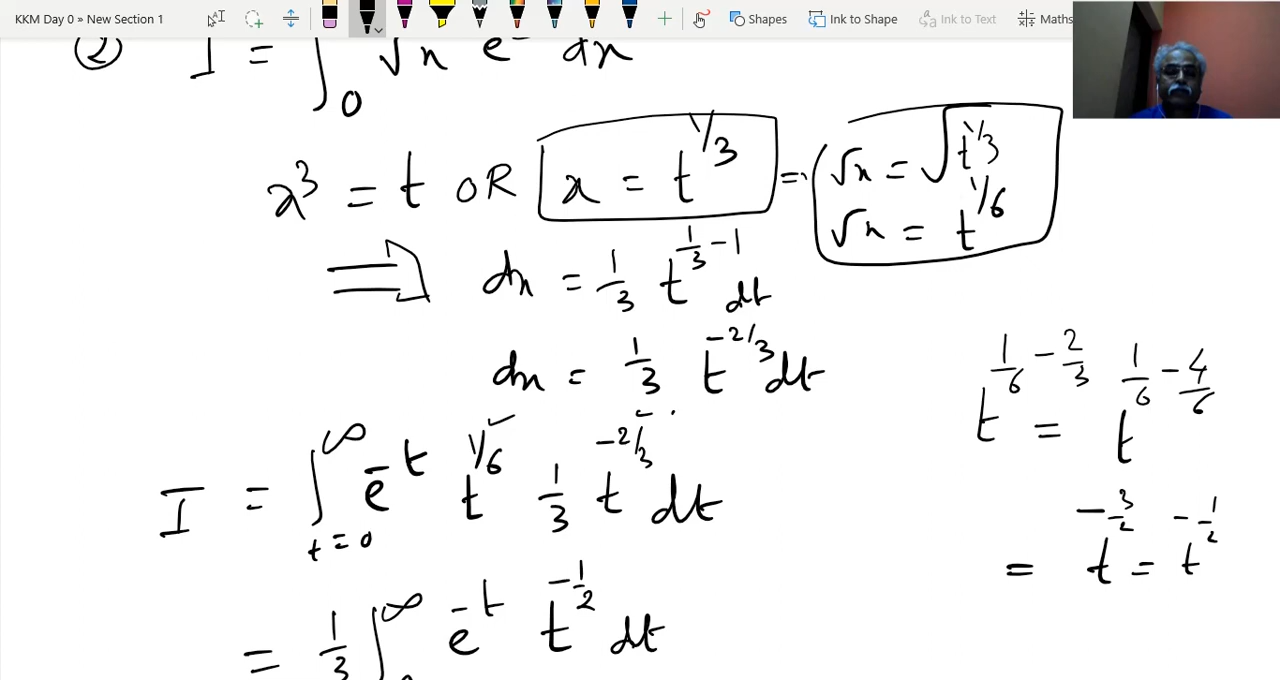 KKM Day 0 » New Section 1
Shapes Ink to Shape Ink to Text Maths
② I = ∫₀ √x e⁻ dx
x³ = t OR x = t^{1/3} ⇒ √x = √t^{1/3}
√x = t^{1/6}
⇒ dx = 1/3 t^{1/3 - 1} dt
dx = 1/3 t^{-2/3} dt
t^{1/6 - 2/3} = t^{1/6 - 4/6}
I = ∫_{t=0}^{∞} e^{-t} t^{1/6} 1/3 t^{-2/3} dt
= t^{-3/2} = t^{-1/2}
= 1/3 ∫₀^{∞} e^{-t} t^{-1/2} dt